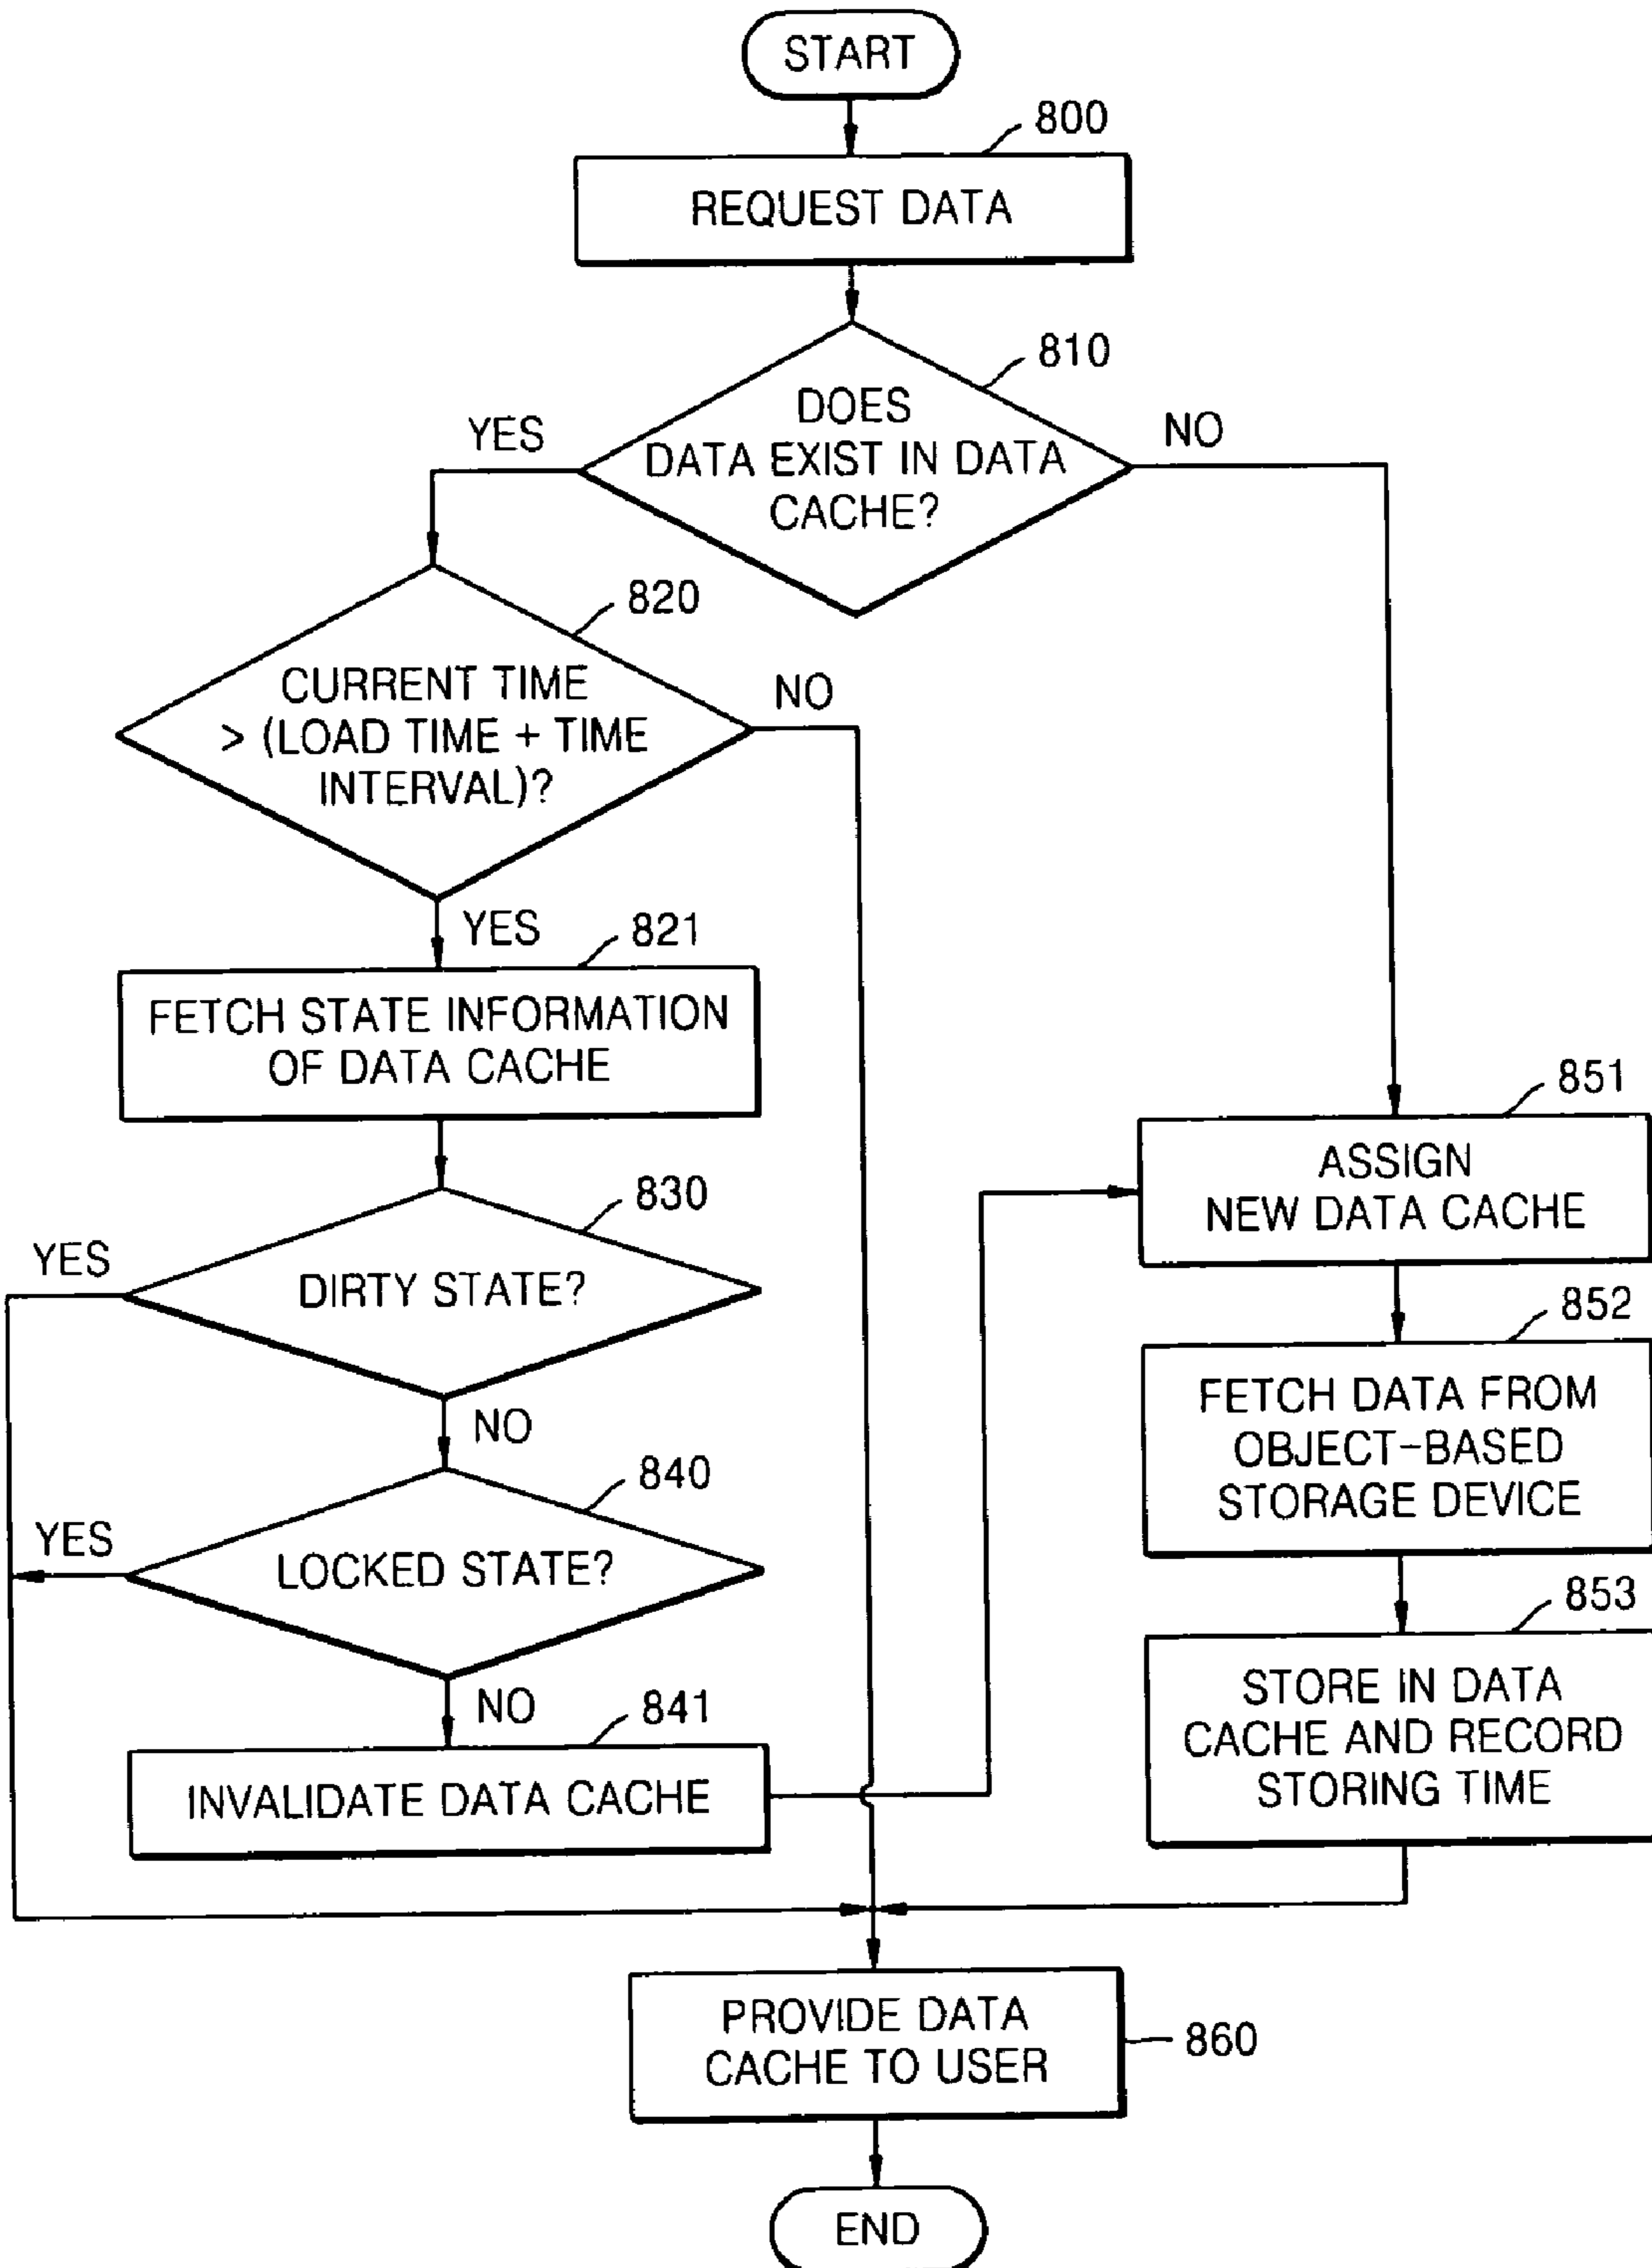 START
800
REQUEST DATA
810
DOES
DATA EXIST IN DATA
CACHE?
YES
NO
820
CURRENT TIME
> (LOAD TIME + TIME
INTERVAL)?
NO
YES
821
FETCH STATE INFORMATION
OF DATA CACHE
830
DIRTY STATE?
YES
NO
840
LOCKED STATE?
YES
NO
841
INVALIDATE DATA CACHE
851
ASSIGN
NEW DATA CACHE
852
FETCH DATA FROM
OBJECT-BASED
STORAGE DEVICE
853
STORE IN DATA
CACHE AND RECORD
STORING TIME
PROVIDE DATA
CACHE TO USER
860
END